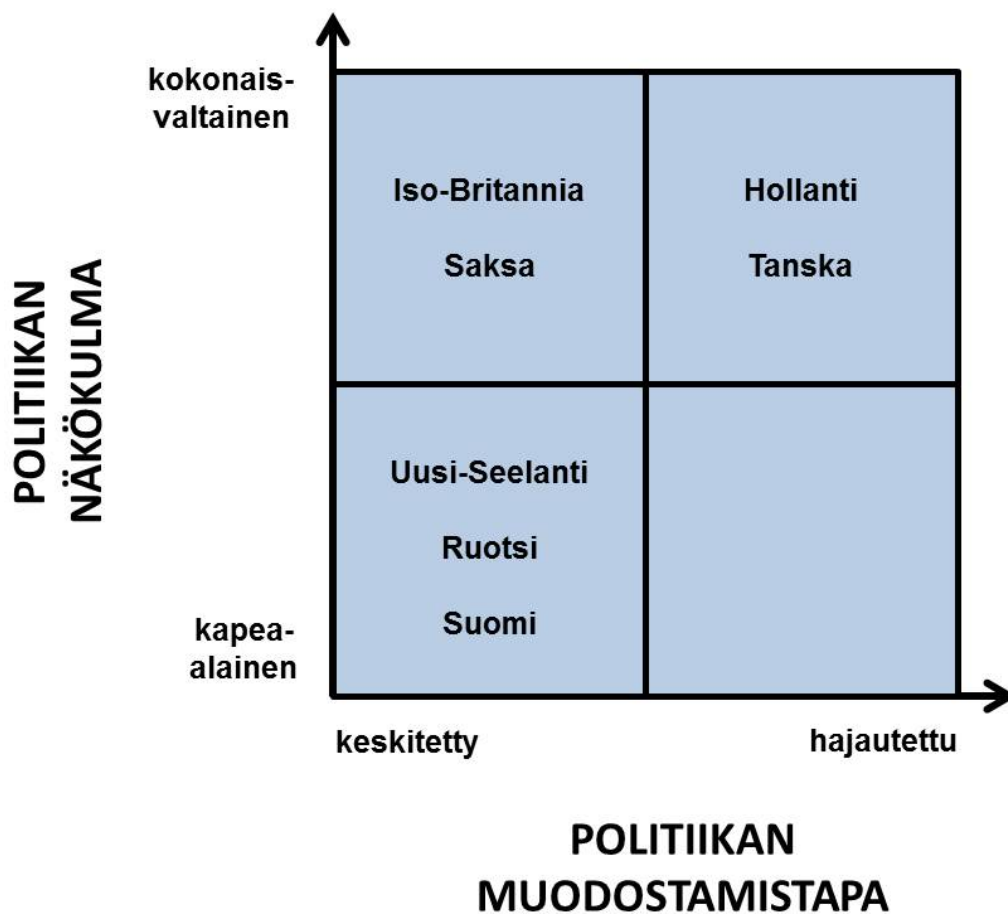 kokonais-
valtainen
Iso-Britannia
Hollanti
Saksa
Tanska
POLITIIKAN
NÄKÖKULMA
Uusi-Seelanti
Ruotsi
Suomi
kapea-
alainen
keskitetty
hajautettu
POLITIIKAN
MUODOSTAMISTAPA